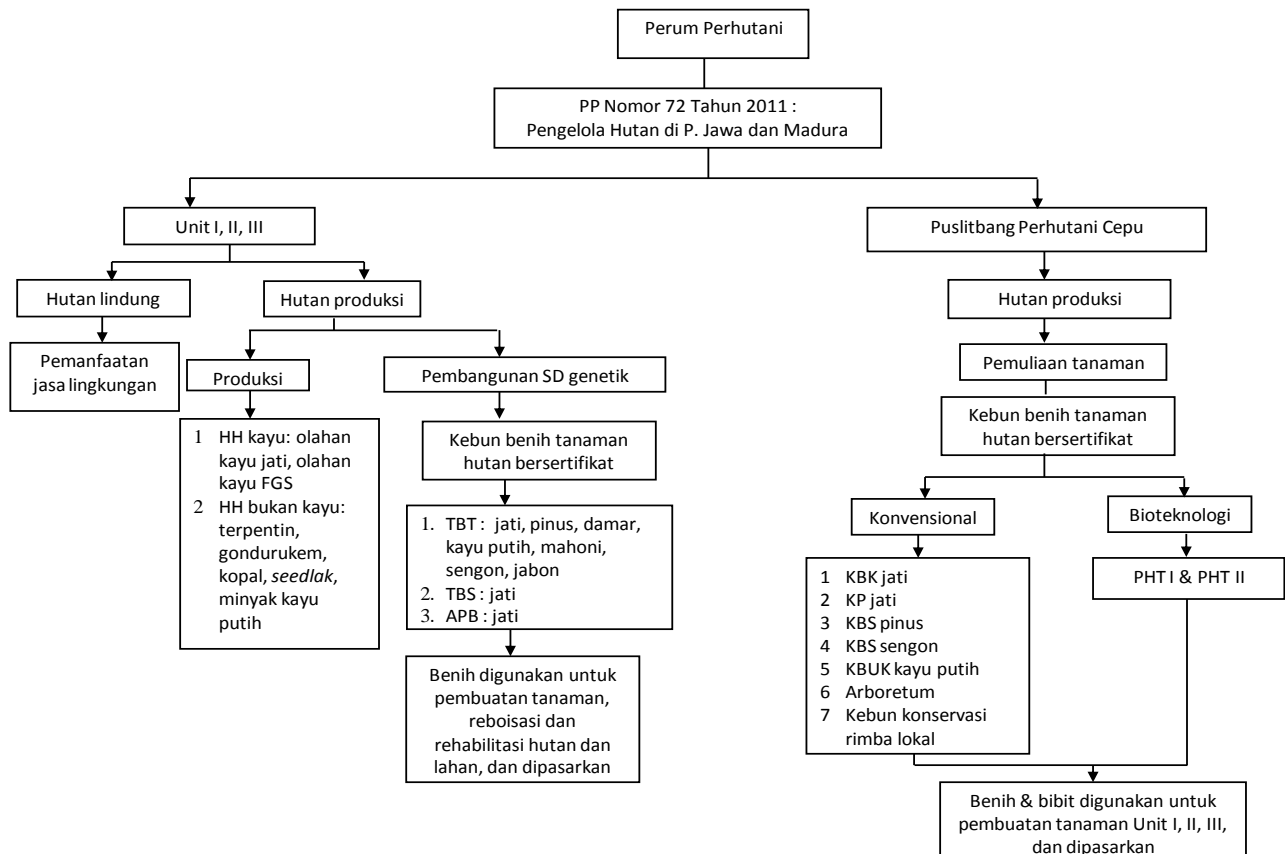 Perum Perhutani
PP Nomor 72 Tahun 2011 :
Pengelola Hutan di P. Jawa dan Madura
Unit I, II, III
Puslitbang Perhutani Cepu
Hutan lindung
Hutan produksi
Hutan produksi
Pemanfaatan
jasa lingkungan
Produksi
Pembangunan SD genetik
Pemuliaan tanaman
1 HH kayu: olahan
kayu jati, olahan
kayu FGS
2 HH bukan kayu:
terpentin,
gondurukem,
kopal, seedlak,
minyak kayu
putih
Kebun benih tanaman
hutan bersertifikat
1. TBT : jati, pinus, damar,
kayu putih, mahoni,
sengon, jabon
2. TBS : jati
3. APB : jati
Benih digunakan untuk
pembuatan tanaman,
reboisasi dan
rehabilitasi hutan dan
lahan, dan dipasarkan
Kebun benih tanaman
hutan bersertifikat
Konvensional
Bioteknologi
1 KBK jati
2 KP jati
3 KBS pinus
4 KBS sengon
5 KBUK kayu putih
6 Arboretum
7 Kebun konservasi
rimba lokal
PHT I & PHT II
Benih & bibit digunakan untuk
pembuatan tanaman Unit I, II, III,
dan dipasarkan